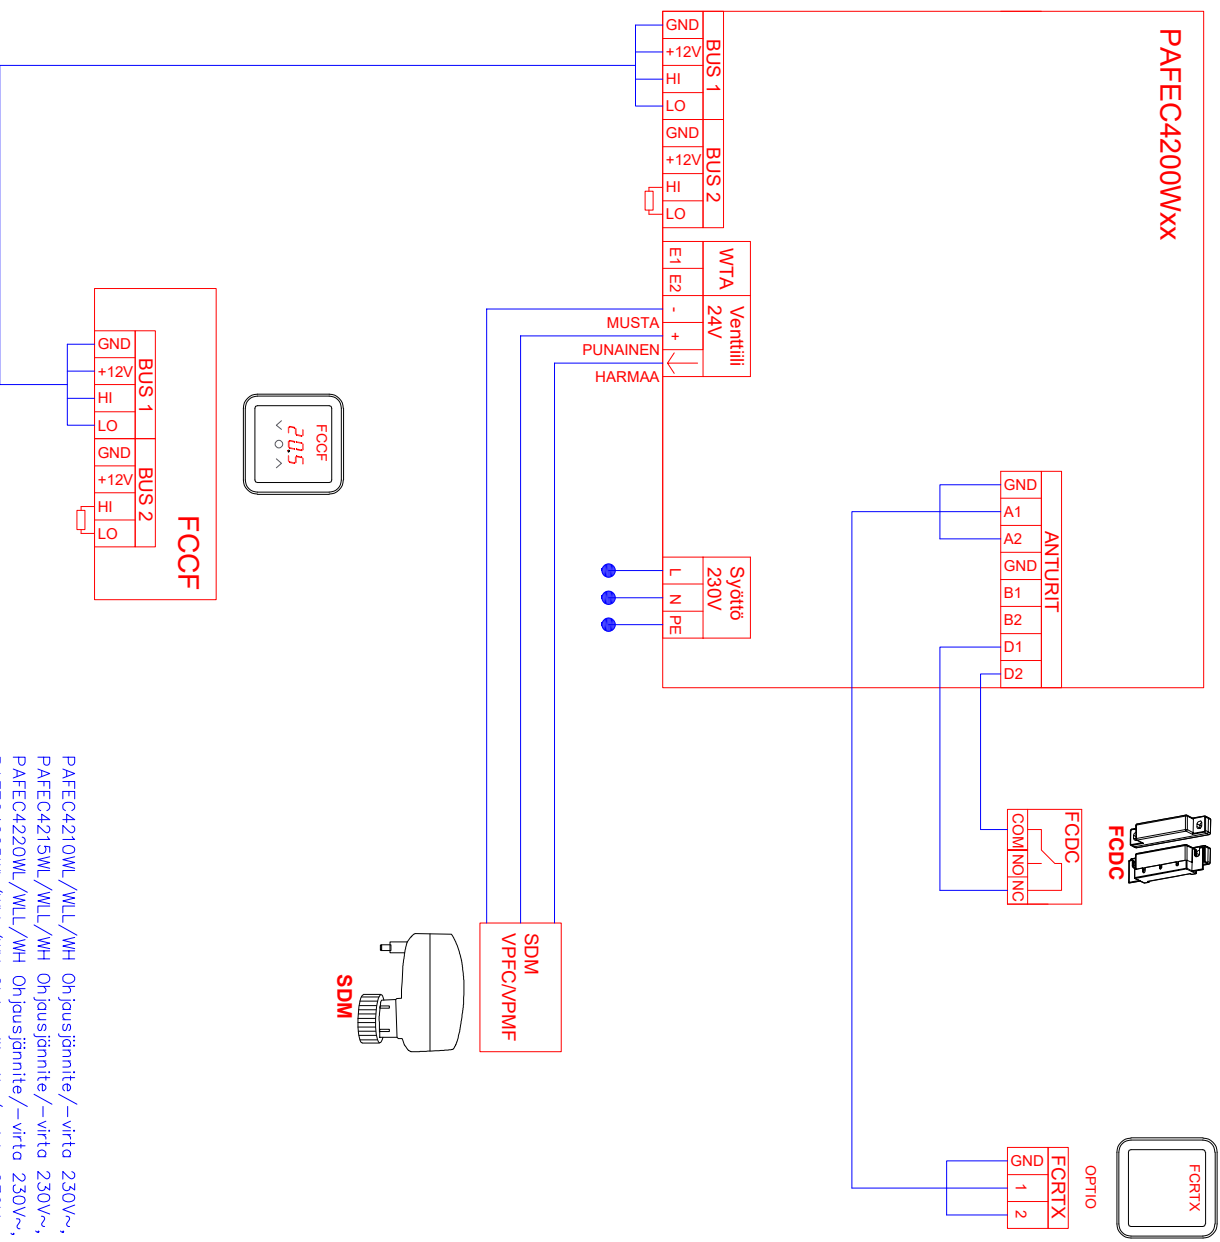 PAFEC4200Wxx
GND
+12V
HI
LO
BUS 1
GND
+12V
HI
LO
BUS 2
E1
E2
WTA
-
+
Venttiili
24V
MUSTA
PUNAINEN
HARMAA
L
N
PE
Syöttö
230V
GND
A1
A2
GND
B1
B2
D1
D2
ANTURIT
GND
+12V
HI
LO
BUS 1
GND
+12V
HI
LO
BUS 2
FCCF
FCCF
20.5
FCDC
COM
NO
NC
FCDC
SDM
VPFC/VPMF
SDM
FCRTX
GND
1
2
OPTIO
FCRTX
PAFEC4210WL/WLL/WH Ohjausjännite/-virta 230V~,
PAFEC4215WL/WLL/WH Ohjausjännite/-virta 230V~,
PAFEC4220WL/WLL/WH Ohjausjännite/-virta 230V~,